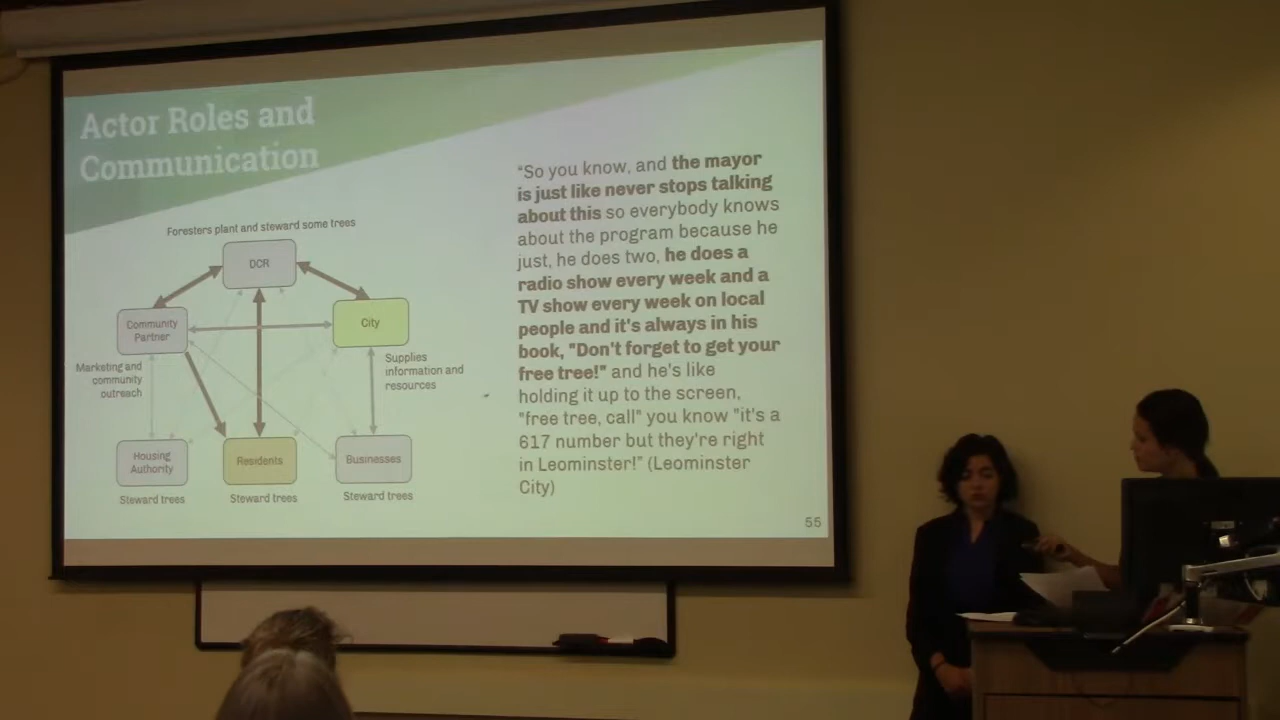 Actor Roles and
Communication
Foresters plant and steward some trees
DCR
Community
Partner
City
Marketing and
community
outreach
Supplies
information and
resources
Housing
Authority
Residents
Businesses
Steward trees
Steward trees
Steward trees
"So you know, and the mayor
is just like never stops talking
about this so everybody knows
about the program because he
just, he does two, he does a
radio show every week and a
TV show every week on local
people and it's always in his
book, "Don't forget to get your
free tree!" and he's like
holding it up to the screen,
"free tree, call" you know "it's a
617 number but they're right
in Leominster!" (Leominster
City)
55